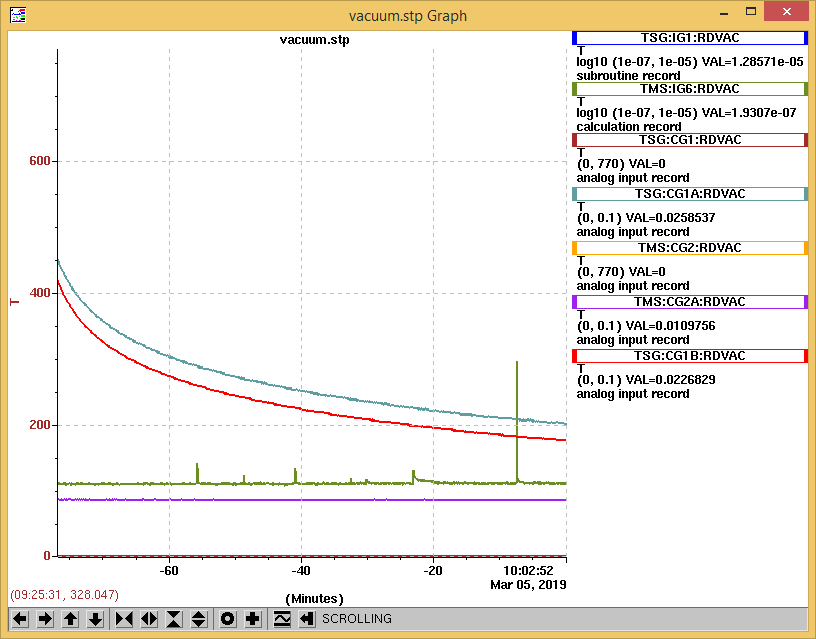 vacuum.stp Graph
vacuum.stp
600
400
200
0
T
-60
-40
-20
10:02:52
Mar 05, 2019
(Minutes)
(09:25:31, 328.047)
SCROLLING
TSG:IG1:RDVAC
T
log10 (1e-07, 1e-05) VAL=1.28571e-05
subroutine record
TMS:IG6:RDVAC
T
log10 (1e-07, 1e-05) VAL=1.9307e-07
calculation record
TSG:CG1:RDVAC
T
(0, 770) VAL=0
analog input record
TSG:CG1A:RDVAC
T
(0, 0.1) VAL=0.0258537
analog input record
TMS:CG2:RDVAC
T
(0, 770) VAL=0
analog input record
TMS:CG2A:RDVAC
T
(0, 0.1) VAL=0.0109756
analog input record
TSG:CG1B:RDVAC
T
(0, 0.1) VAL=0.0226829
analog input record